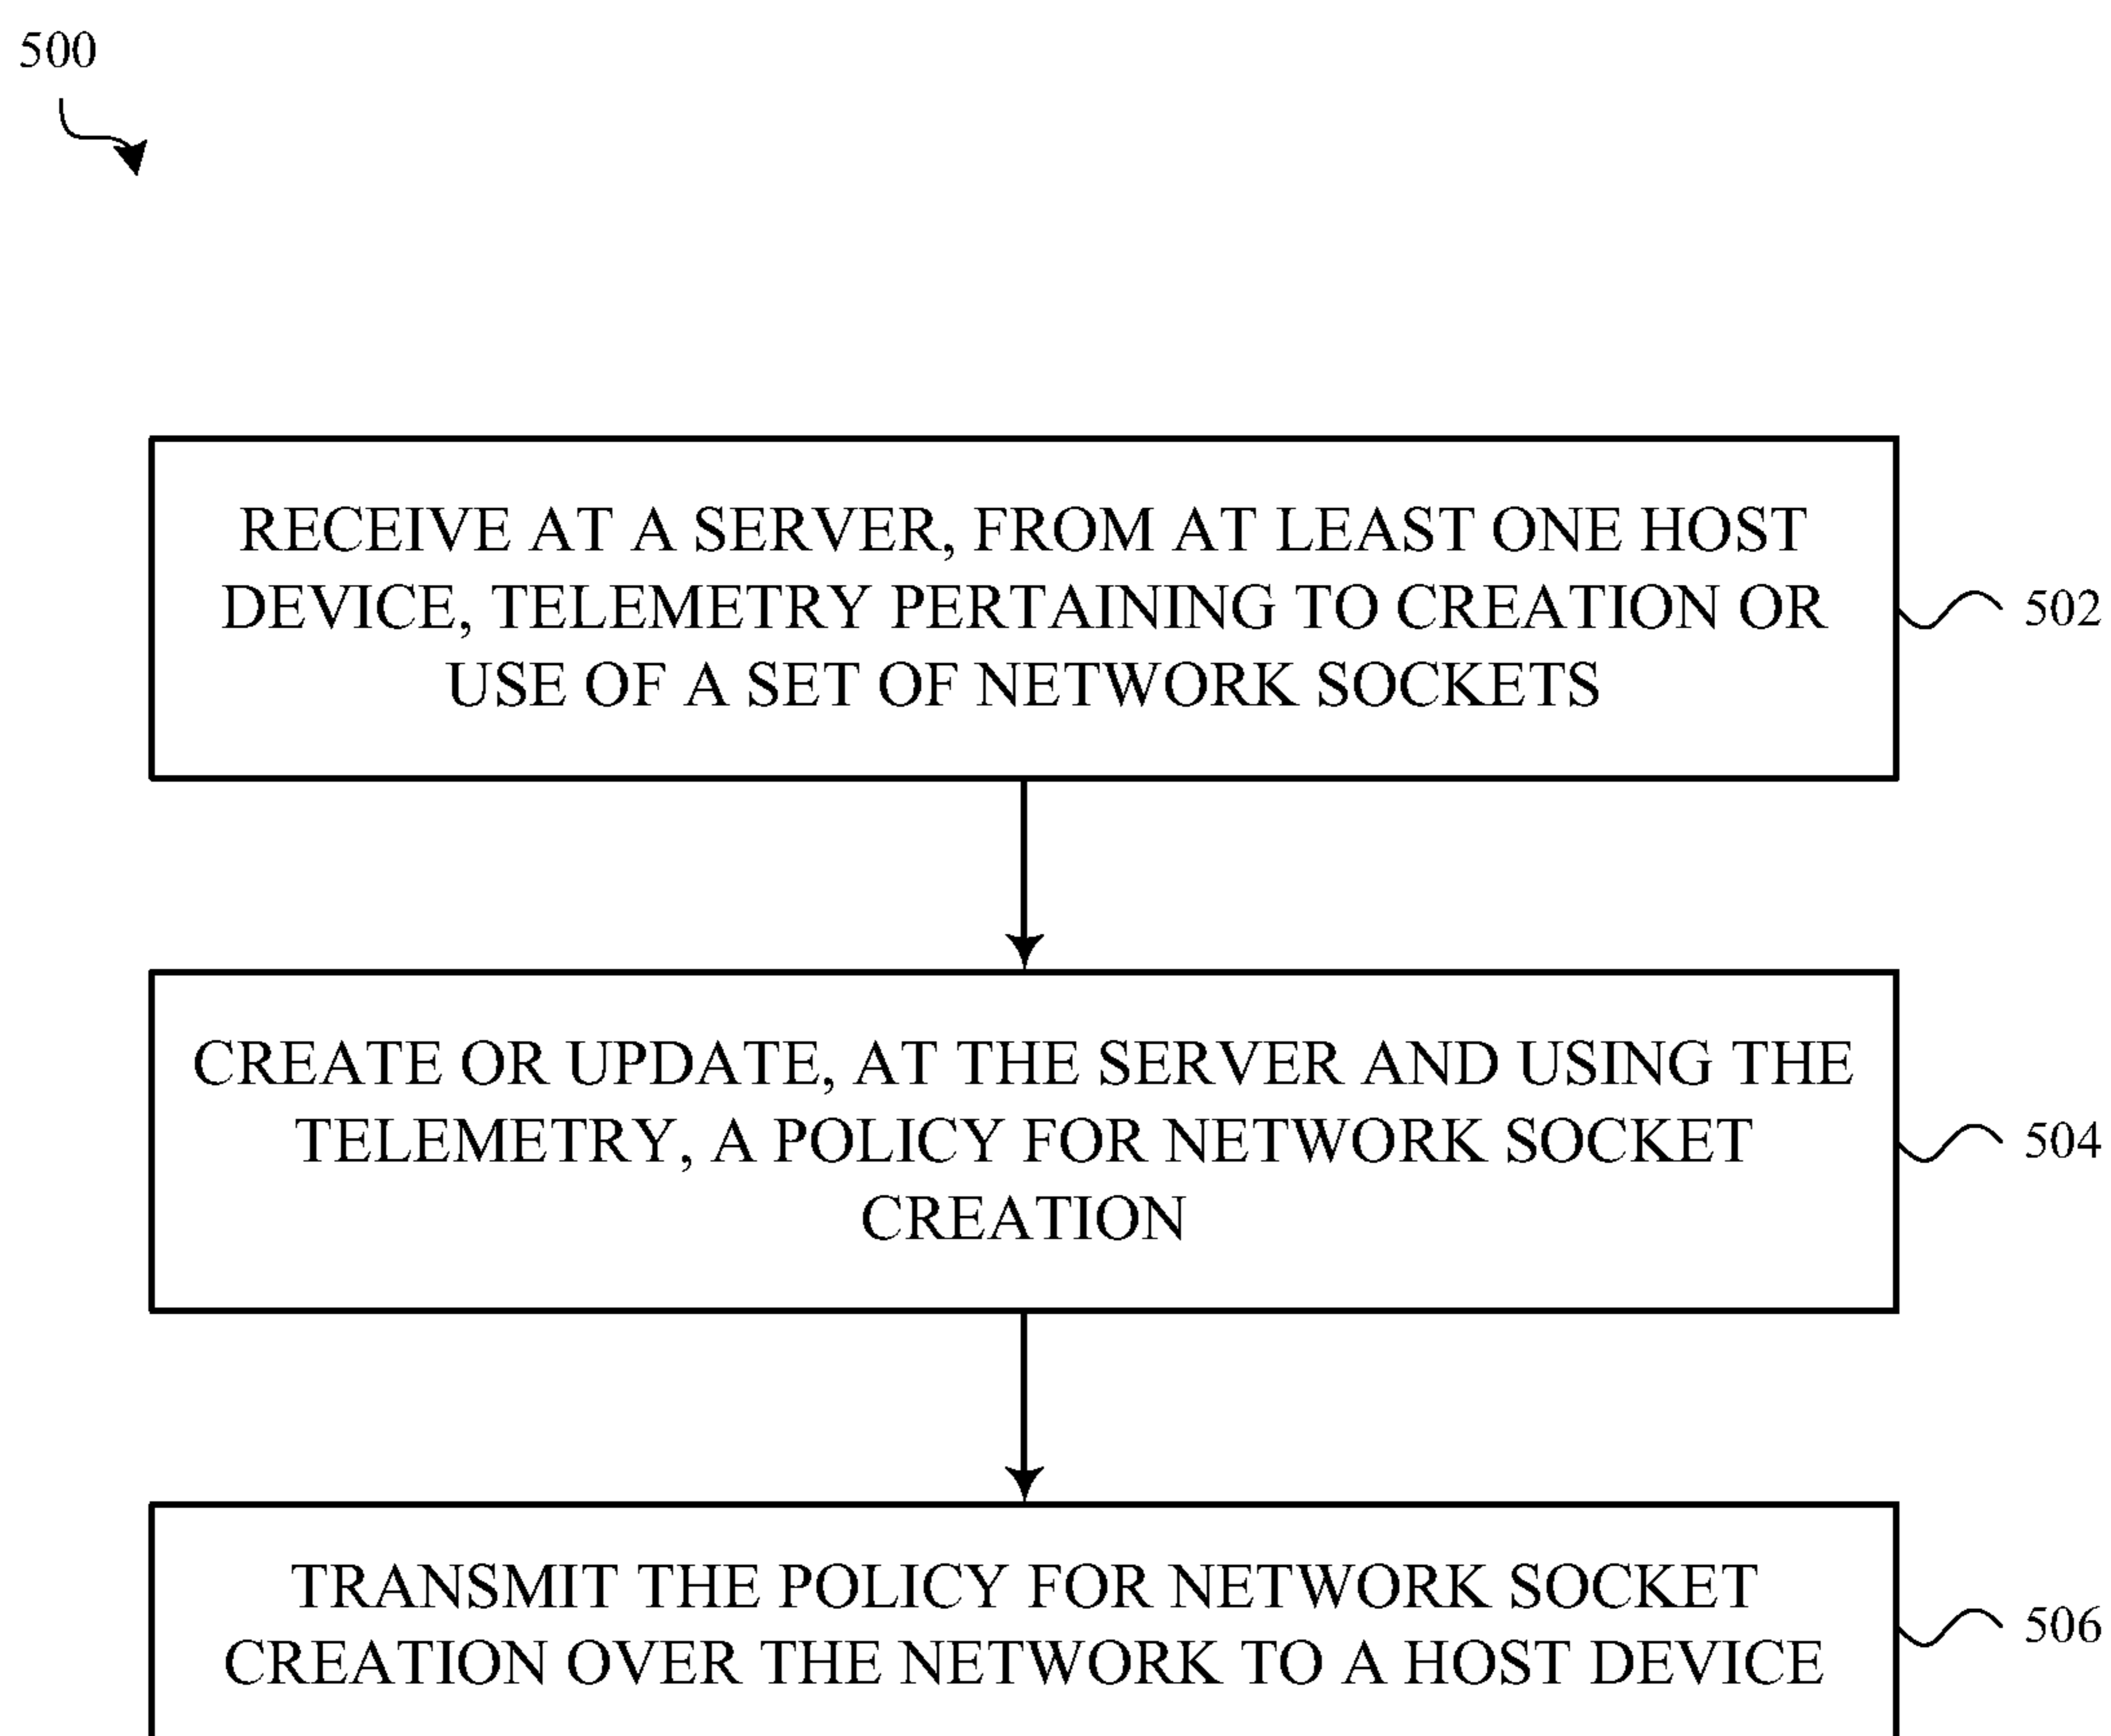 500
RECEIVE AT A SERVER, FROM AT LEAST ONE HOST
DEVICE, TELEMETRY PERTAINING TO CREATION OR
USE OF A SET OF NETWORK SOCKETS
502
CREATE OR UPDATE, AT THE SERVER AND USING THE
TELEMETRY, A POLICY FOR NETWORK SOCKET
CREATION
504
TRANSMIT THE POLICY FOR NETWORK SOCKET
CREATION OVER THE NETWORK TO A HOST DEVICE
506